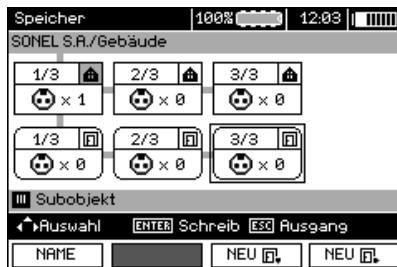 Speicher 100% 12:03
SONEL S.A./Gebäude
1/3 2/3 3/3
× 1 × 0 × 0
1/3 2/3 3/3
× 0 × 0 × 0
Subobjekt
Auswahl ENTER Schreib ESC Ausgang
NAME NEU NEU